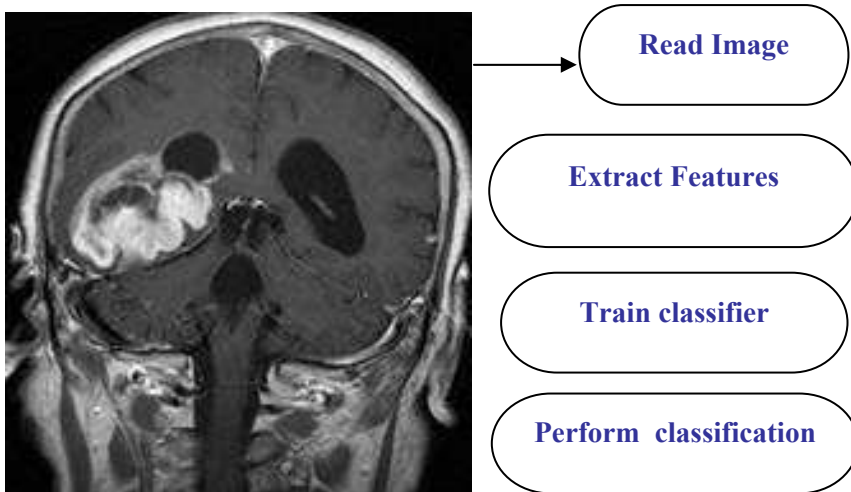 Read Image
Extract Features
Train classifier
Perform classification